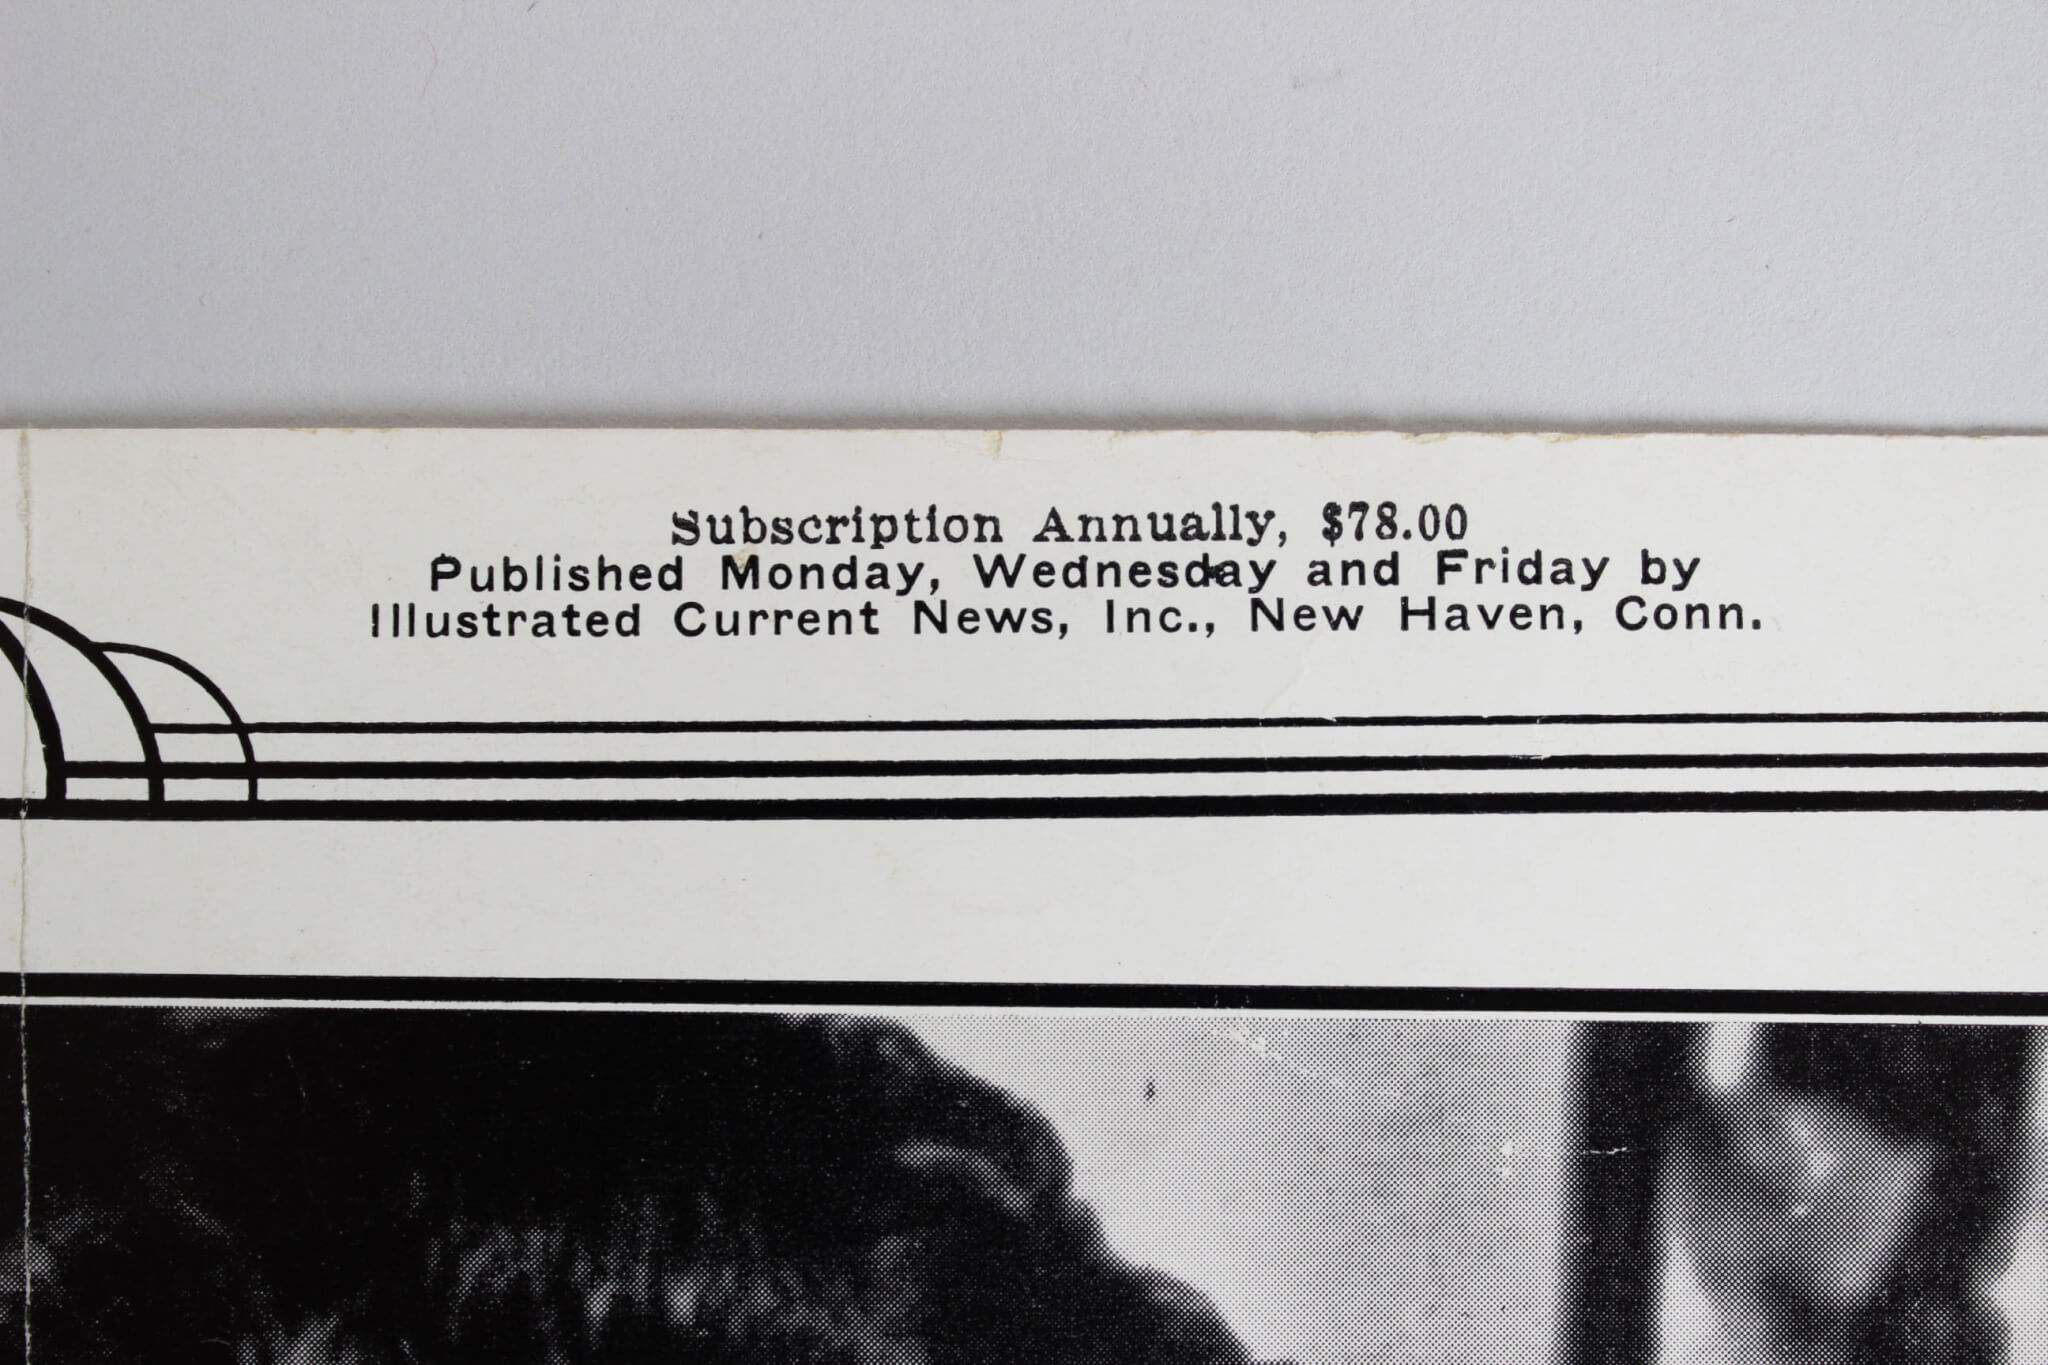 Subscription Annually, $78.00
Published Monday, Wednesday and Friday by
Illustrated Current News, Inc., New Haven, Conn.